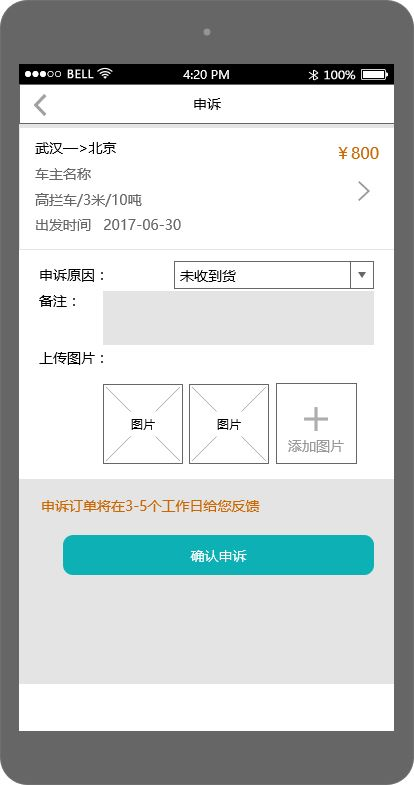 BELL 4:20 PM 100%
申诉
武汉—>北京
￥800
车主名称
高拦车/3米/10吨
出发时间 2017-06-30
申诉原因： 未收到货
备注：
上传图片：
图片 图片 添加图片
申诉订单将在3-5个工作日给您反馈
确认申诉